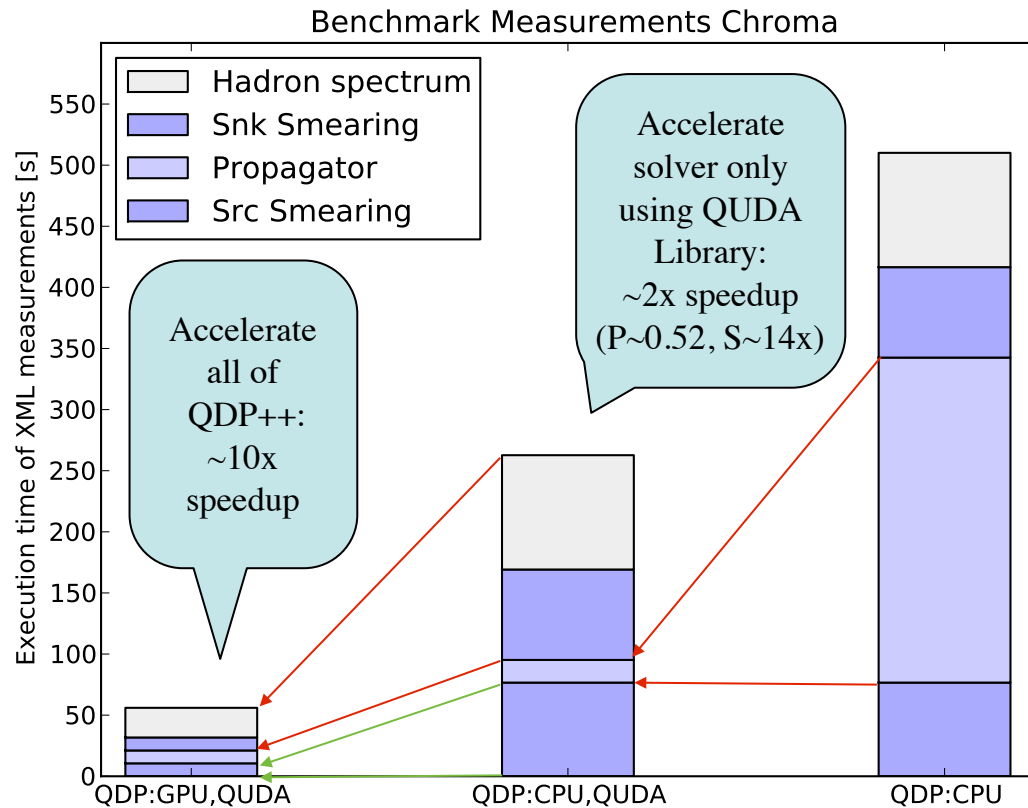 Benchmark Measurements Chroma
Execution time of XML measurements [s]
550
500
450
400
350
300
250
200
150
100
50
0
Hadron spectrum
Snk Smearing
Propagator
Src Smearing
Accelerate
all of
QDP++:
~10x
speedup
Accelerate
solver only
using QUDA
Library:
~2x speedup
(P~0.52, S~14x)
QDP:GPU,QUDA
QDP:CPU,QUDA
QDP:CPU